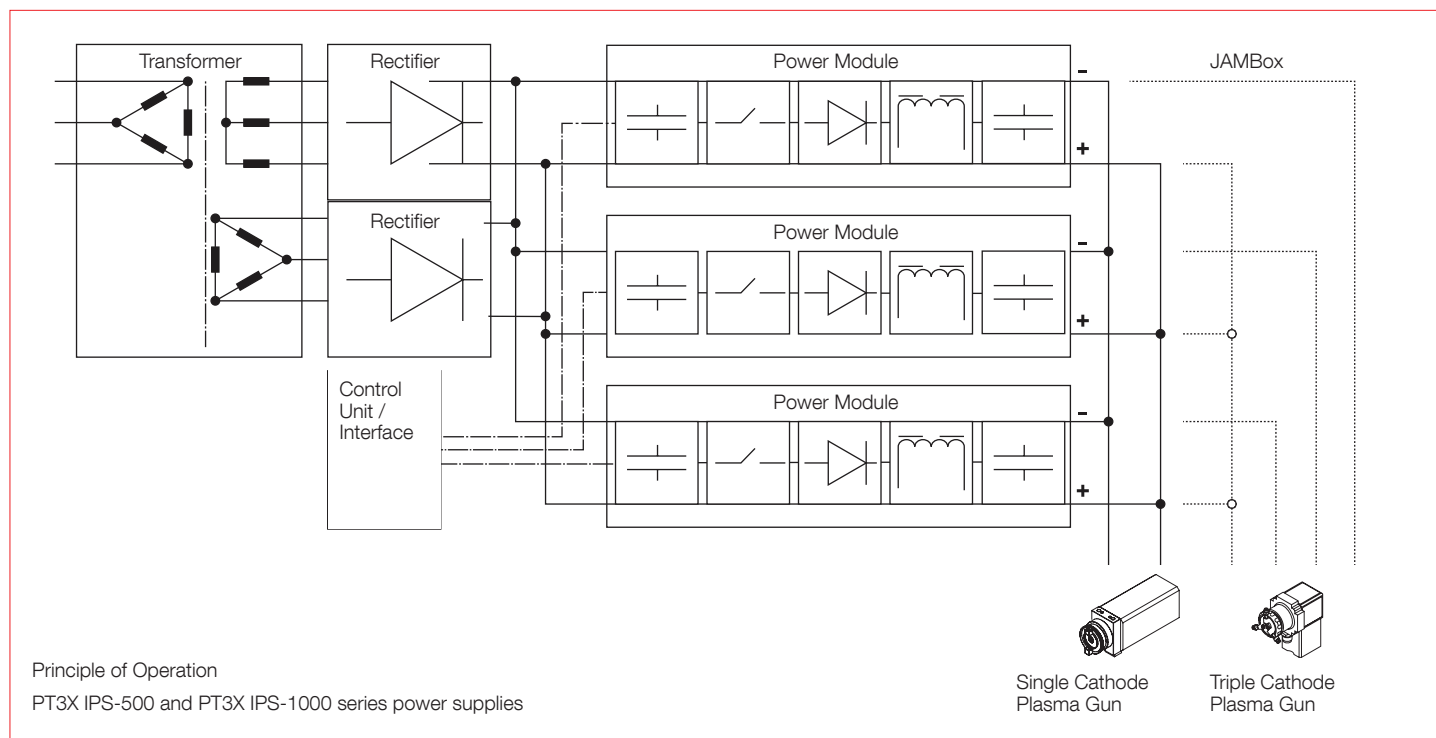 Transformer
Rectifier
Power Module
-
JAMBox
+
Rectifier
Power Module
-
+
Control
Unit /
Interface
Power Module
-
+
Principle of Operation
PT3X IPS-500 and PT3X IPS-1000 series power supplies
Single Cathode
Plasma Gun
Triple Cathode
Plasma Gun